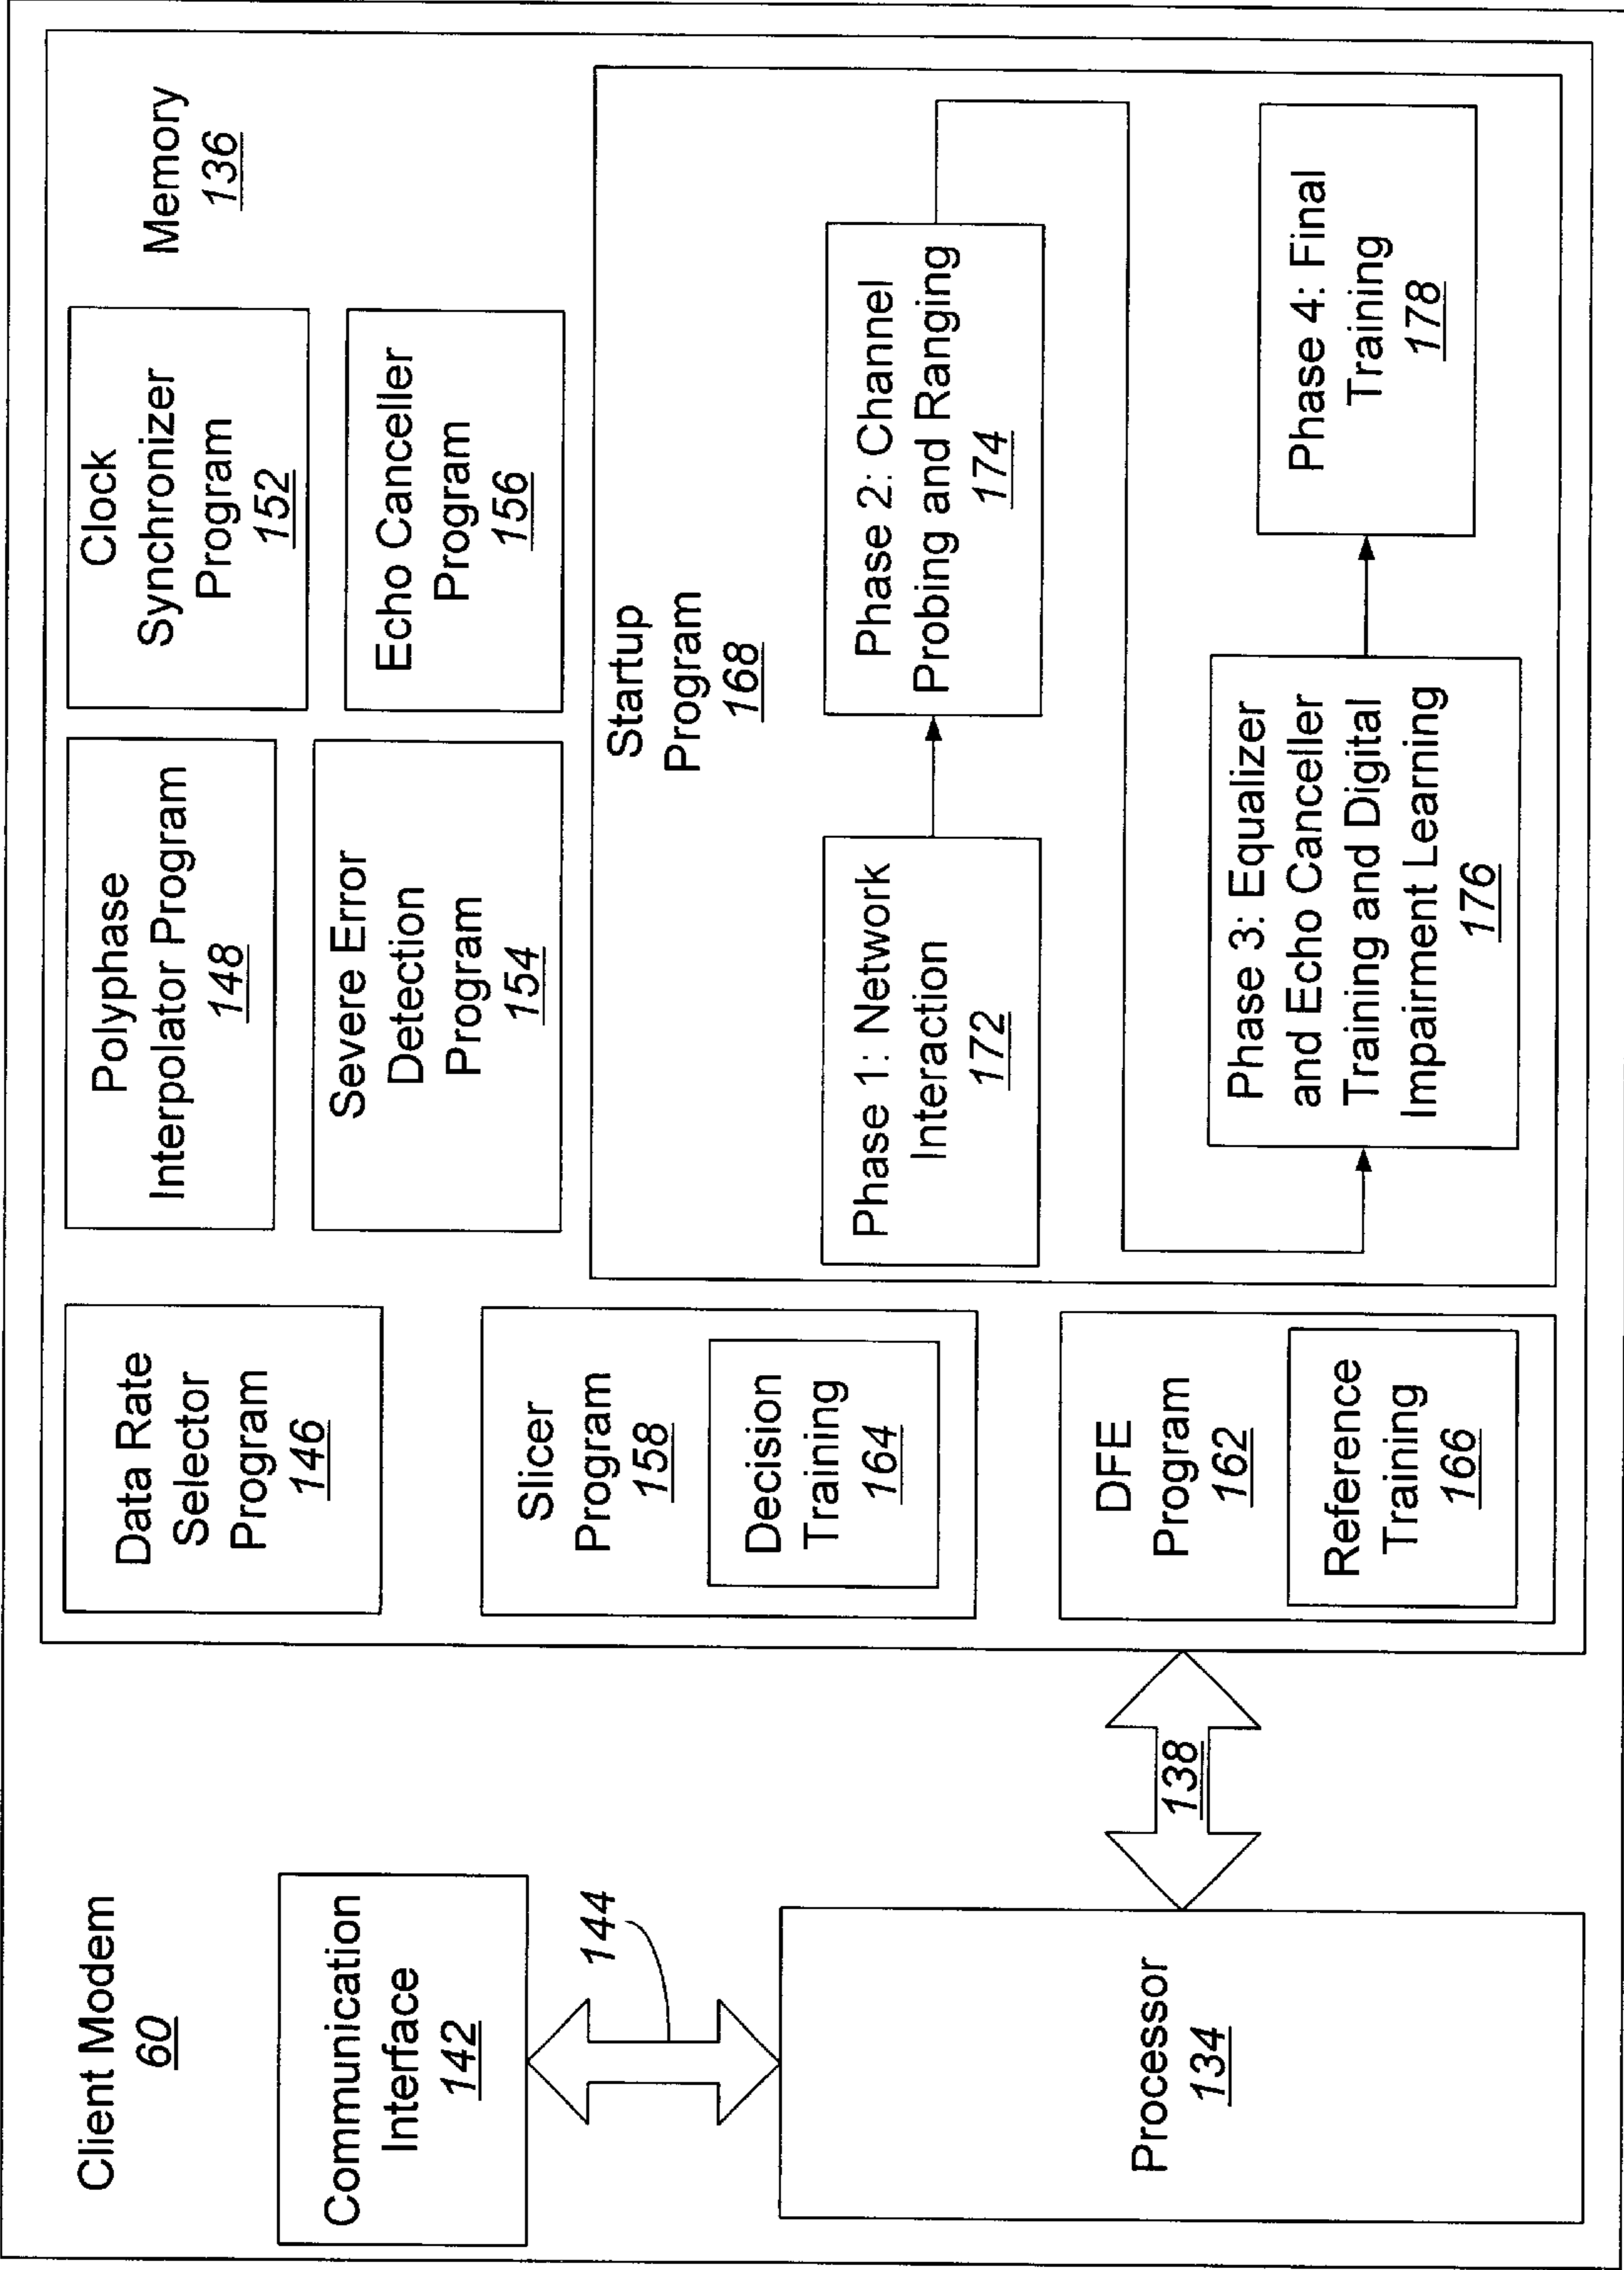 Client Modem
60
Communication
Interface
142
144
Processor
134
138
Memory
136
Data Rate
Selector
Program
146
Polyphase
Interpolator Program
148
Clock
Synchronizer
Program
152
Severe Error
Detection
Program
154
Echo Canceller
Program
156
Slicer
Program
158
Decision
Training
164
DFE
Program
162
Reference
Training
166
Startup
Program
168
Phase 1: Network
Interaction
172
Phase 2: Channel
Probing and Ranging
174
Phase 3: Equalizer
and Echo Canceller
Training and Digital
Impairment Learning
176
Phase 4: Final
Training
178